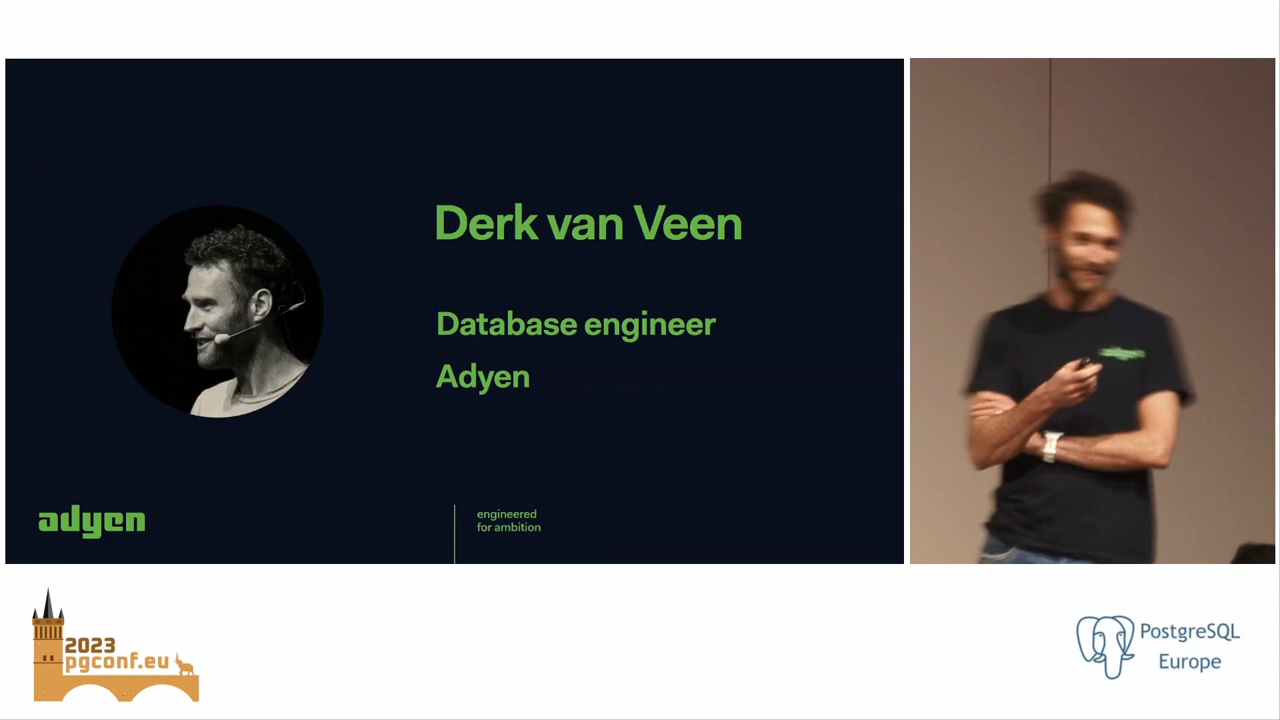 Derk van Veen
Database engineer
Adyen
adyen
engineered
for ambition
2023
pgconf.eu
PostgreSQL
Europe